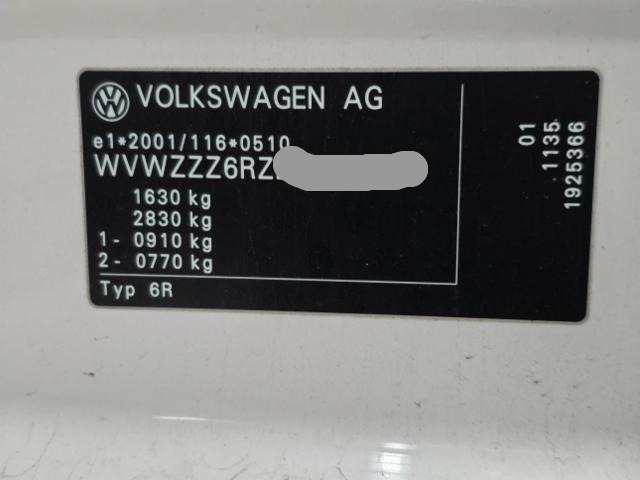 VOLKSWAGEN AG
e1*2001/116*0510
WVWZZZ6RZ
1630 kg
2830 kg
1- 0910 kg
2- 0770 kg
Typ 6R
01
1135
1925366